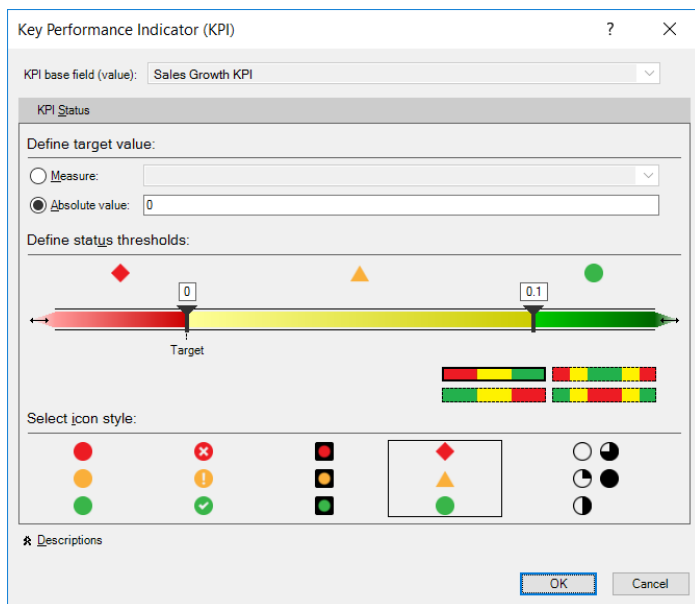 Key Performance Indicator (KPI)
KPI base field (value): Sales Growth KPI
KPI Status
Define target value:
Measure:
Absolute value: 0
Define status thresholds:
0 0.1
Target
Select icon style:
Descriptions
OK Cancel